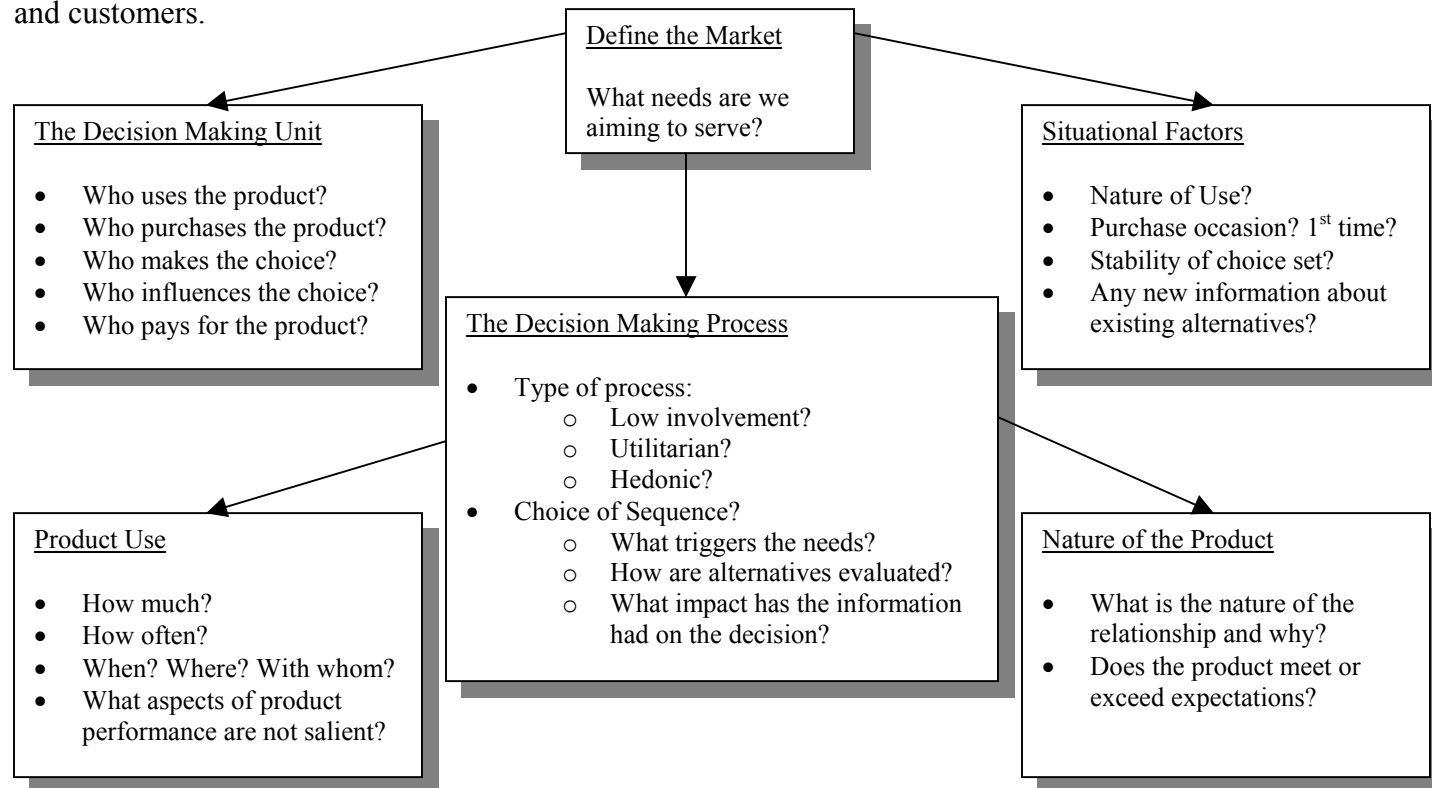 and customers.
Define the Market
What needs are we
aiming to serve?
The Decision Making Unit
• Who uses the product?
• Who purchases the product?
• Who makes the choice?
• Who influences the choice?
• Who pays for the product?
Situational Factors
• Nature of Use?
• Purchase occasion? 1st time?
• Stability of choice set?
• Any new information about
existing alternatives?
The Decision Making Process
• Type of process:
o Low involvement?
o Utilitarian?
o Hedonic?
• Choice of Sequence?
o What triggers the needs?
o How are alternatives evaluated?
o What impact has the information
had on the decision?
Product Use
• How much?
• How often?
• When? Where? With whom?
• What aspects of product
performance are not salient?
Nature of the Product
• What is the nature of the
relationship and why?
• Does the product meet or
exceed expectations?